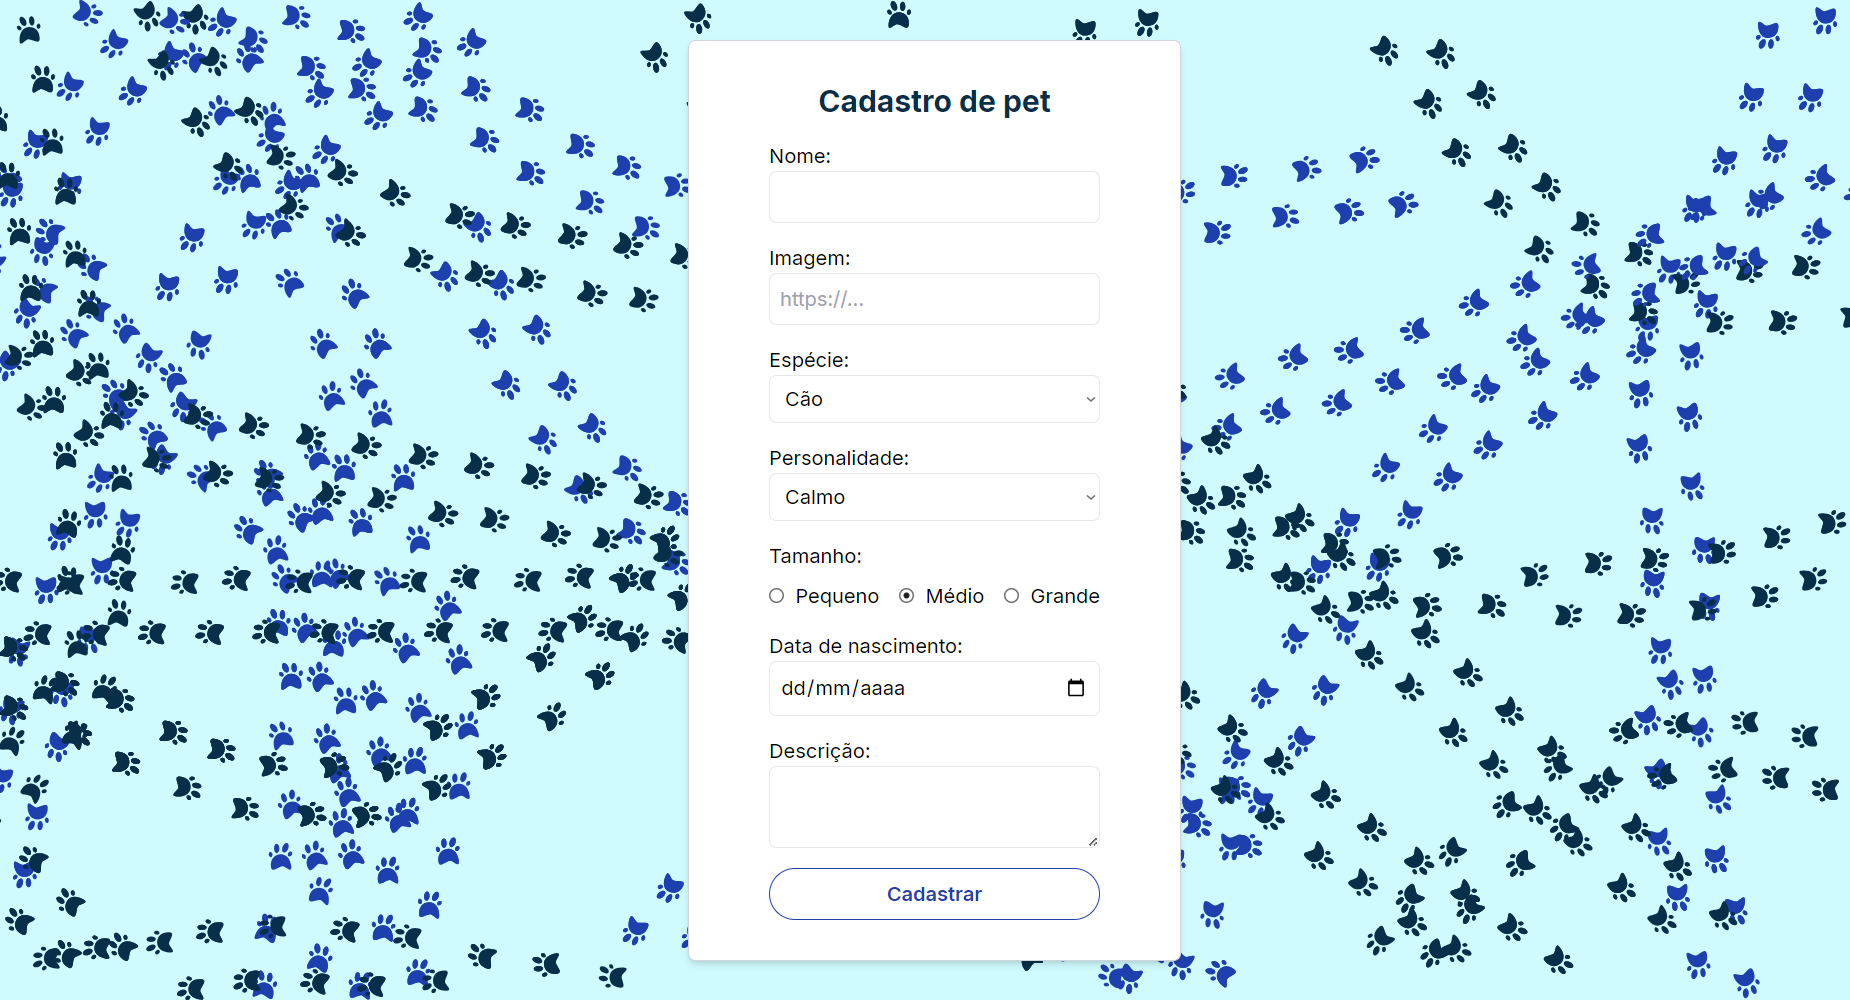 Cadastro de pet
Nome:
Imagem:
https://...
Espécie:
Cão
Personalidade:
Calmo
Tamanho:
Pequeno Médio Grande
Data de nascimento:
dd/mm/aaaa
Descrição:
Cadastrar